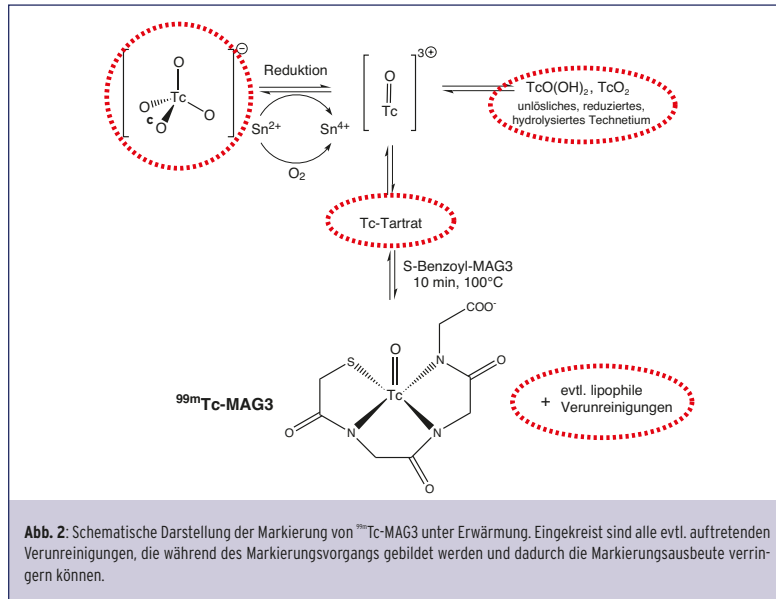 ⊖
3⊕
Reduktion
O
Tc
O
O
O
c
Sn2+
Sn4+
O2
O
Tc
TcO(OH)2, TcO2
unlösliches, reduziertes,
hydrolysiertes Technetium
Tc-Tartrat
S-Benzoyl-MAG3
10 min, 100°C
COO-
O
S
N
O
Tc
99mTc-MAG3
O
N
N
O
+
evtl. lipophile
Verunreinigungen
Abb. 2: Schematische Darstellung der Markierung von 99mTc-MAG3 unter Erwärmung. Eingekreist sind alle evtl. auftretenden
Verunreinigungen, die während des Markierungsvorgangs gebildet werden und dadurch die Markierungsausbeute verrin-
gern können.